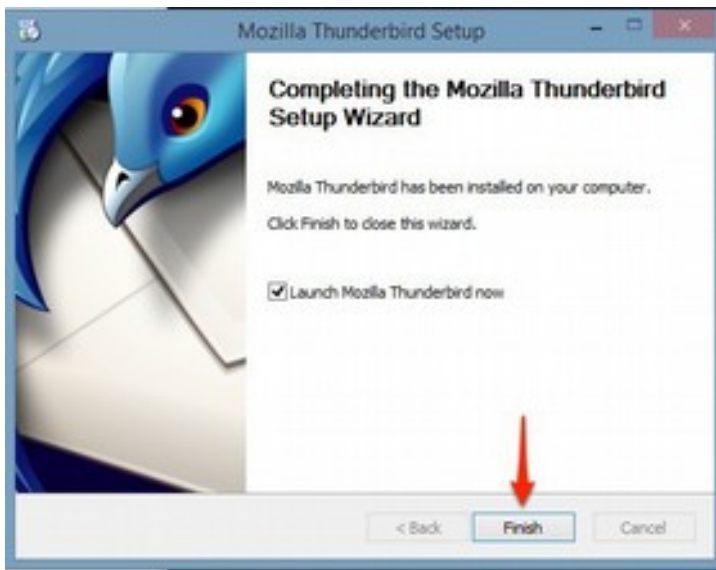 Mozilla Thunderbird Setup
Completing the Mozilla Thunderbird
Setup Wizard
Mozilla Thunderbird has been installed on your computer.
Click Finish to close this wizard.
Launch Mozilla Thunderbird now
< Back Finish Cancel